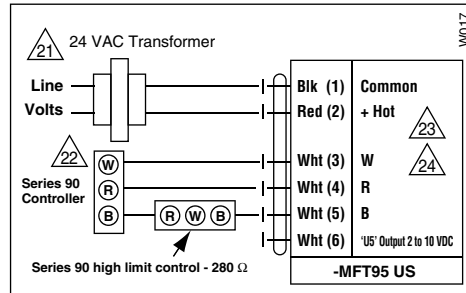 W017
21 24 VAC Transformer
Line
Volts
Blk (1) Common
Red (2) + Hot
23
22
24
Series 90
Controller
W
R
B
R W B
Wht (3) W
Wht (4) R
Wht (5) B
Wht (6) 'U5' Output 2 to 10 VDC
Series 90 high limit control - 280 Ω
-MFT95 US